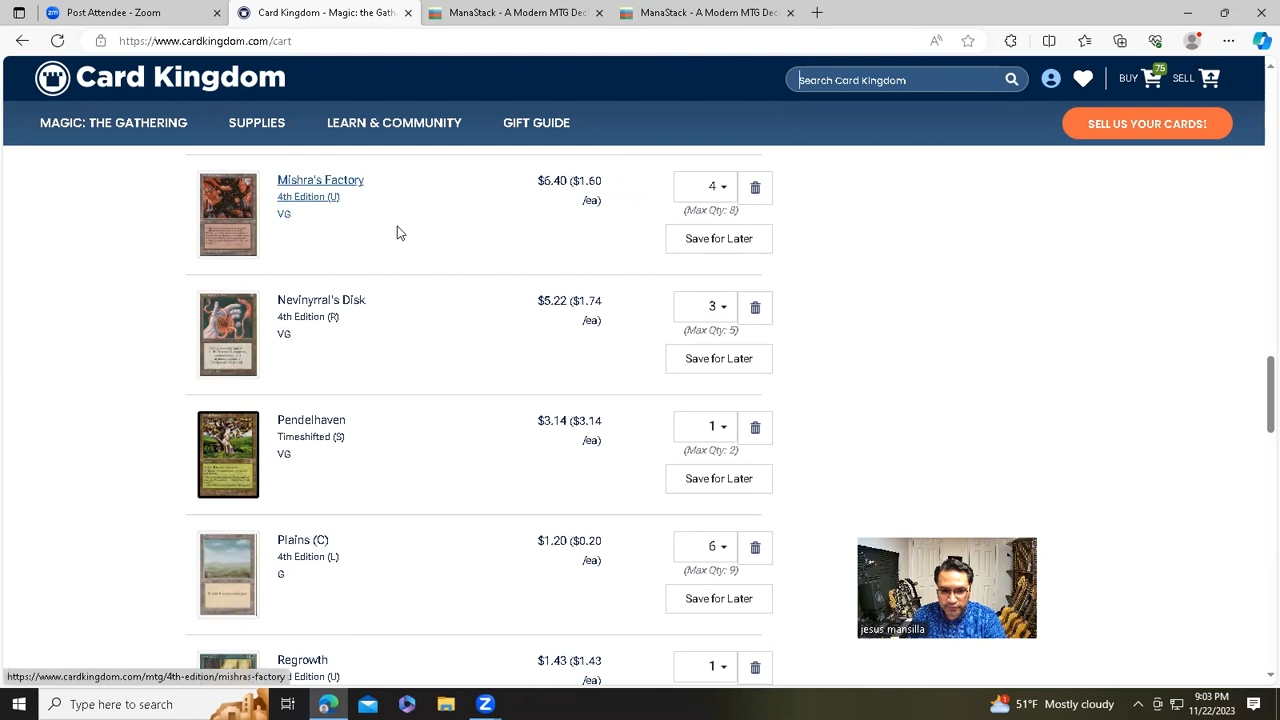 Post Attendee - Zoom
Card Kingdom - Magic: the Gath
ManaStack - A Modern MTG Dec
ManaStack - A Modern MTG Dec
https://www.cardkingdom.com/cart
Card Kingdom
Search Card Kingdom
BUY
75
SELL
MAGIC: THE GATHERING
SUPPLIES
LEARN & COMMUNITY
GIFT GUIDE
SELL US YOUR CARDS!
Mishra's Factory
4th Edition (U)
VG
$6.40 ($1.60
/ea)
4
(Max Qty: 8)
Save for Later
Nevinyrral's Disk
4th Edition (R)
VG
$5.22 ($1.74
/ea)
3
(Max Qty: 5)
Save for Later
Pendelhaven
Timeshifted (S)
VG
$3.14 ($3.14
/ea)
1
(Max Qty: 2)
Save for Later
Plains (C)
4th Edition (L)
G
$1.20 ($0.20
/ea)
6
(Max Qty: 9)
Save for Later
jesus mansilla
Regrowth
4th Edition (U)
$1.43 ($1.43
/ea)
1
https://www.cardkingdom.com/mtg/4th-edition/mishras-factory
Type here to search
51°F Mostly cloudy
9:03 PM
11/22/2023